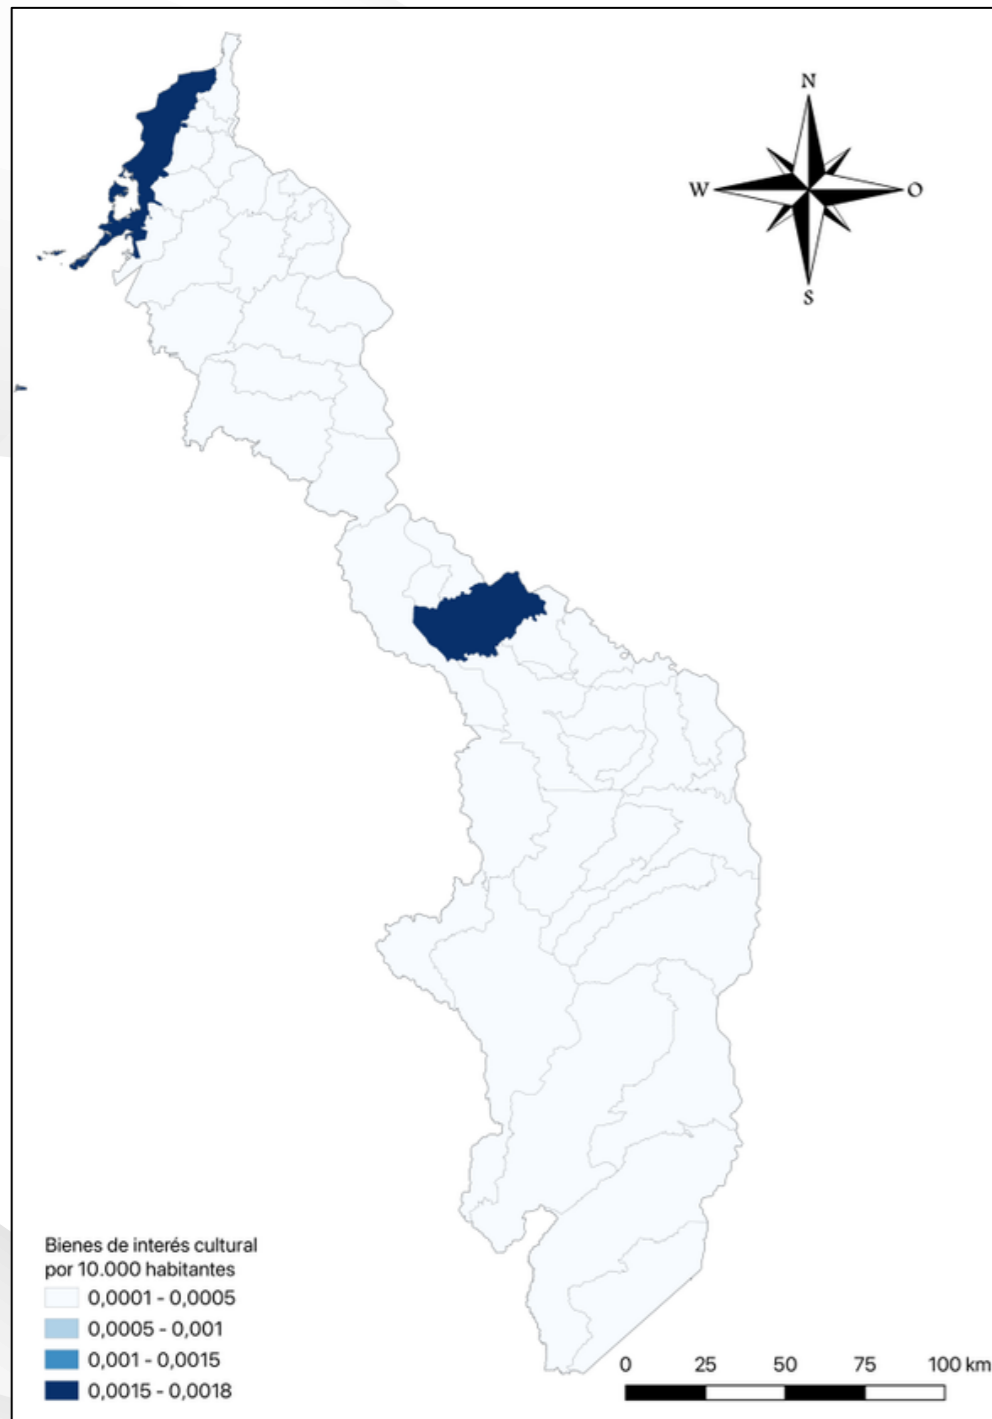 N
W
O
S
Bienes de interés cultural
por 10.000 habitantes
0,0001 - 0,0005
0,0005 - 0,001
0,001 - 0,0015
0,0015 - 0,0018
0 25 50 75 100 km